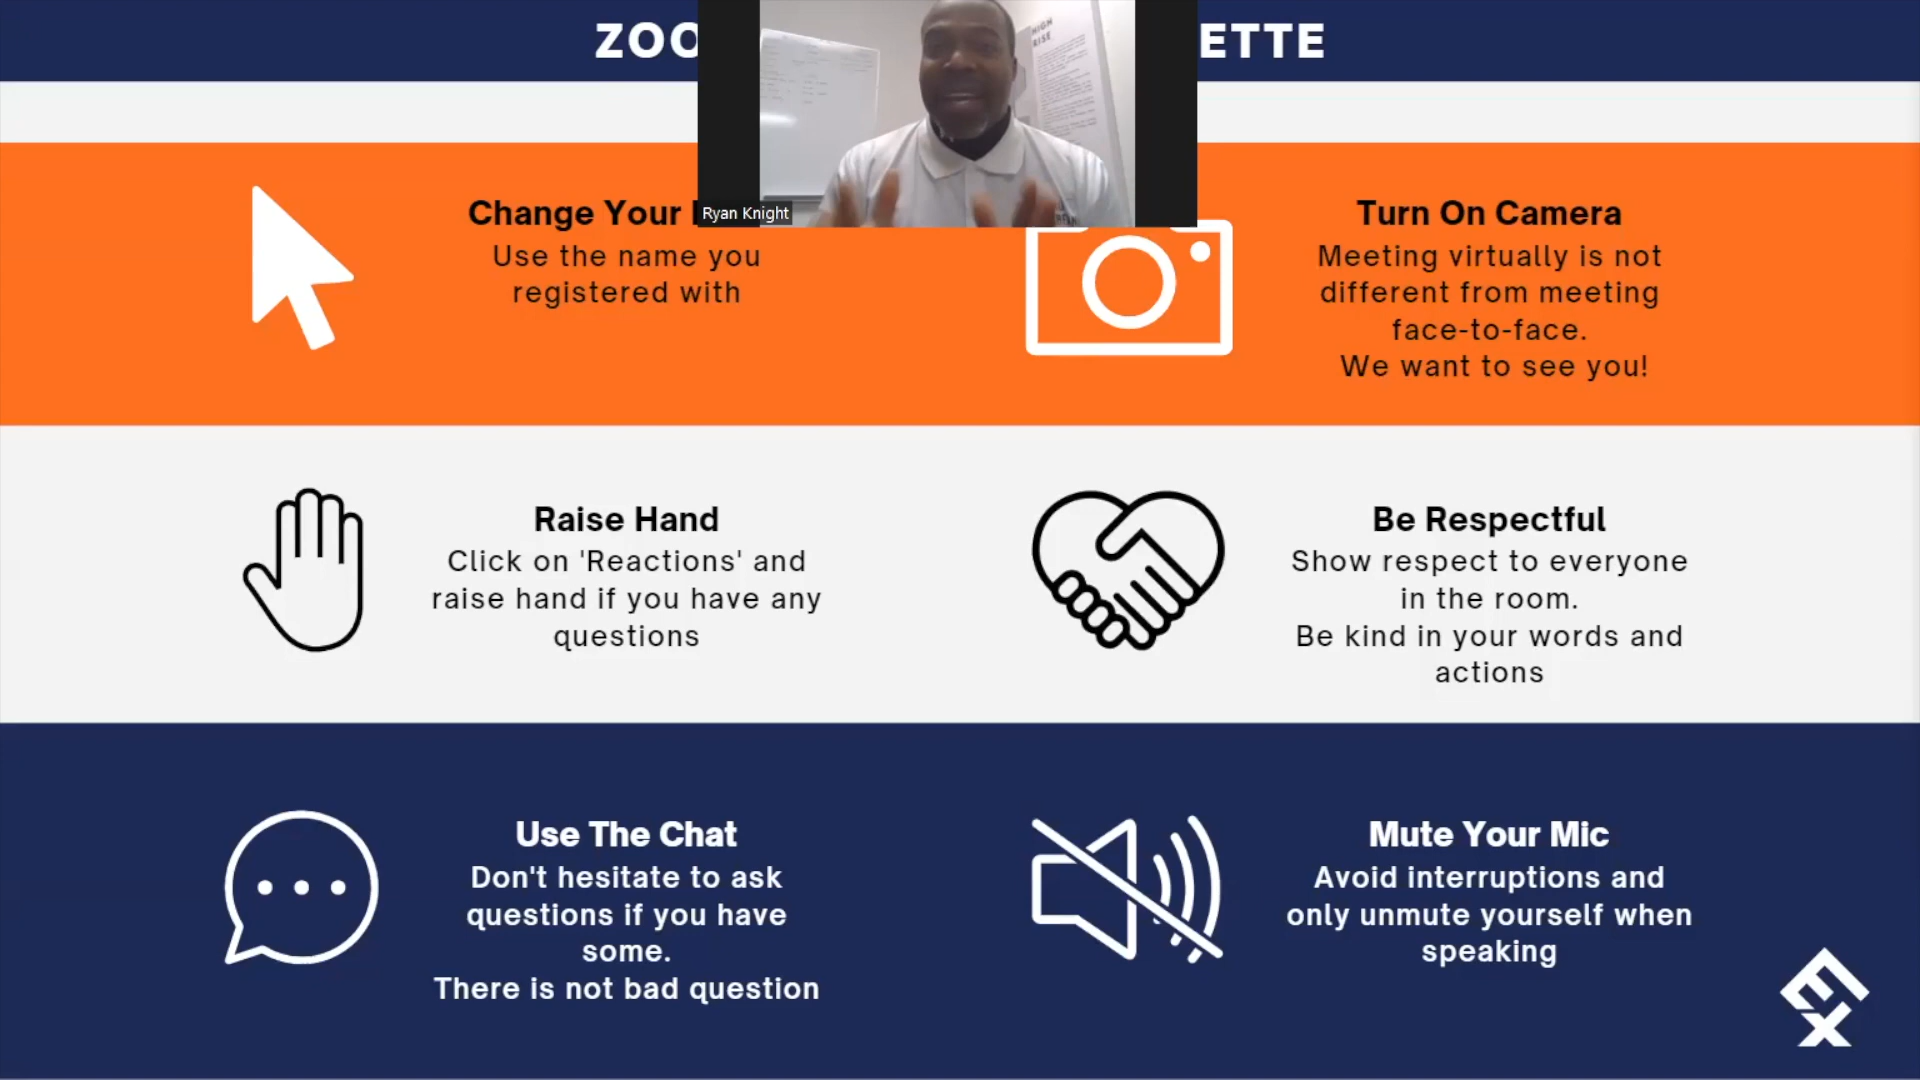 ZOO
ETTE
HIGH
RISE
Ryan Knight
Change Your
Use the name you
registered with
Turn On Camera
Meeting virtually is not
different from meeting
face-to-face.
We want to see you!
Raise Hand
Click on 'Reactions' and
raise hand if you have any
questions
Be Respectful
Show respect to everyone
in the room.
Be kind in your words and
actions
Use The Chat
Don't hesitate to ask
questions if you have
some.
There is not bad question
Mute Your Mic
Avoid interruptions and
only unmute yourself when
speaking